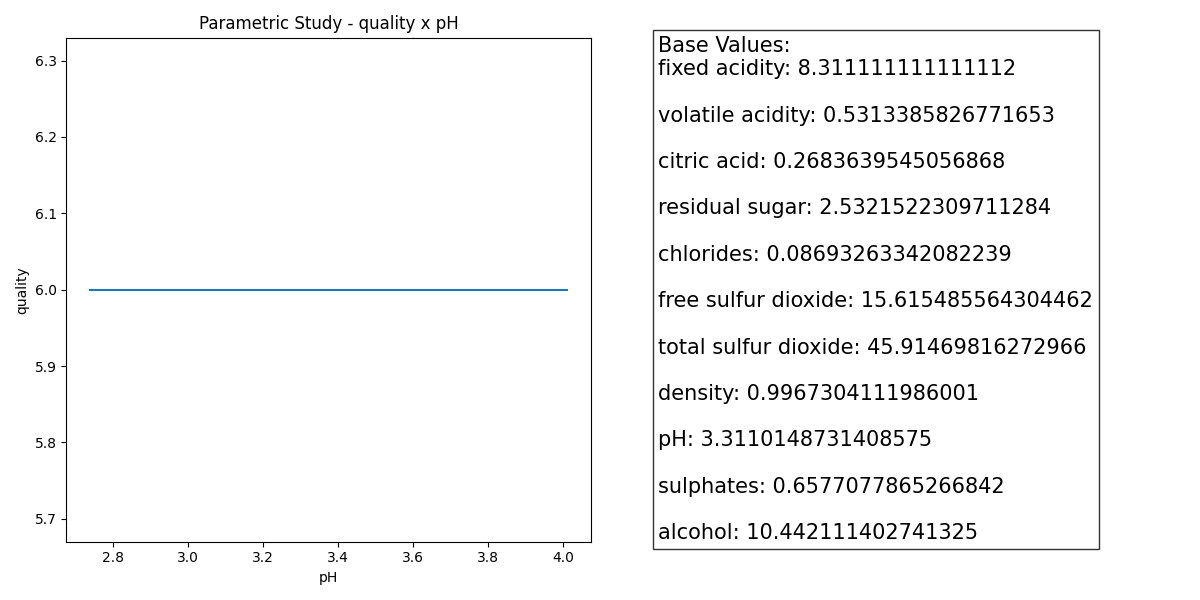 Parametric Study - quality x pH
6.3
6.2
6.1
6.0
5.9
5.8
5.7
quality
2.8 3.0 3.2 3.4 3.6 3.8 4.0
pH
Base Values:
fixed acidity: 8.311111111111112
volatile acidity: 0.5313385826771653
citric acid: 0.2683639545056868
residual sugar: 2.5321522309711284
chlorides: 0.08693263342082239
free sulfur dioxide: 15.615485564304462
total sulfur dioxide: 45.91469816272966
density: 0.9967304111986001
pH: 3.3110148731408575
sulphates: 0.6577077865266842
alcohol: 10.442111402741325